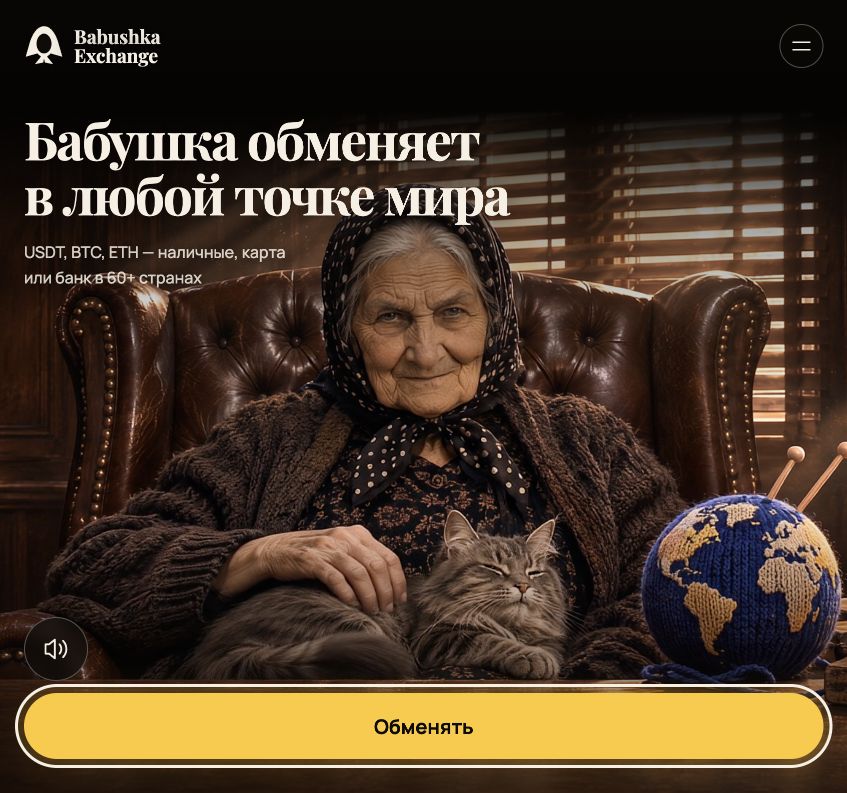 Babushka
Exchange
Бабушка обменяет
в любой точке мира
USDT, BTC, ETH — наличные, карта
или банк в 60+ странах
Обменять